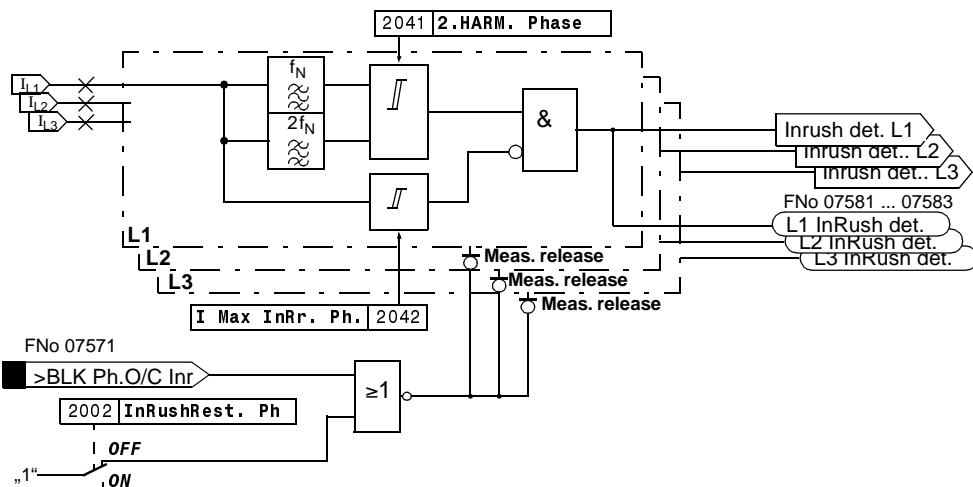 2041 2.HARM. Phase
fN
2fN
IL1
IL2
IL3
&
Inrush det. L1
Inrush det.. L2
Inrush det.. L3
FNo 07581 ... 07583
L1 InRush det.
L2 InRush det.
L3 InRush det.
L1
L2
L3
Meas. release
Meas. release
Meas. release
I Max InRr. Ph. 2042
FNo 07571
>BLK Ph.O/C Inr
≥1
2002 InRushRest. Ph
OFF
„1“
ON